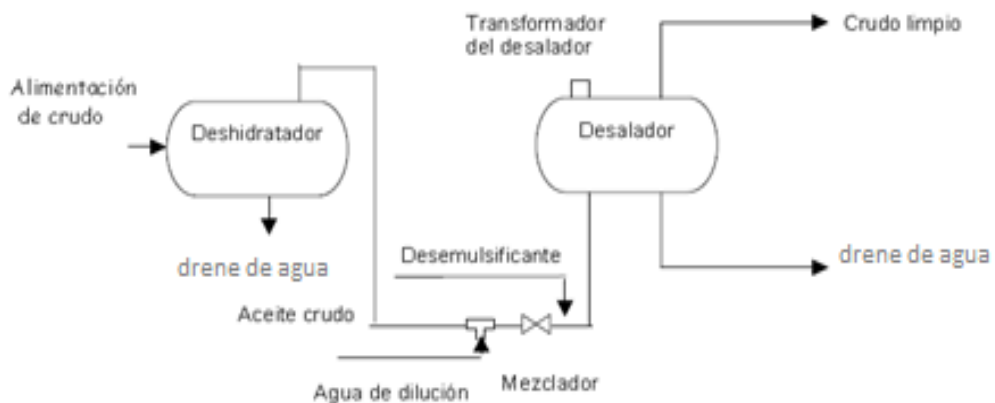 Transformador
del desalador
Crudo limpio
Alimentación
de crudo
Deshidratador
Desalador
drene de agua
Desemulsificante
drene de agua
Aceite crudo
Agua de dilución
Mezclador